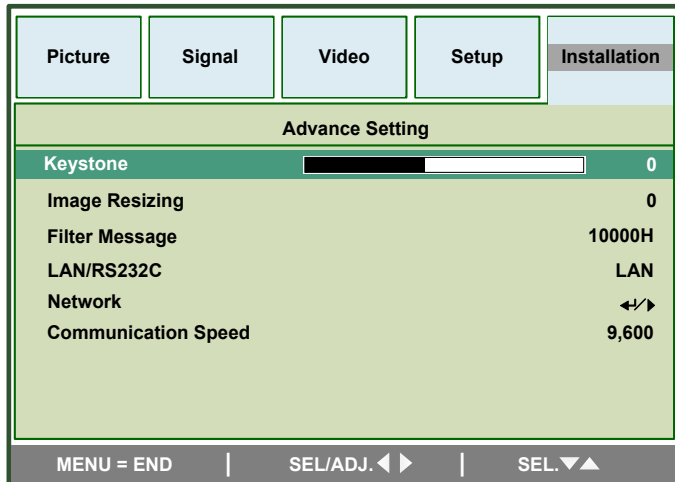 Picture Signal Video Setup Installation
Advance Setting
Keystone 0
Image Resizing 0
Filter Message 10000H
LAN/RS232C LAN
Network
Communication Speed 9,600
MENU = END | SEL/ADJ. | SEL.